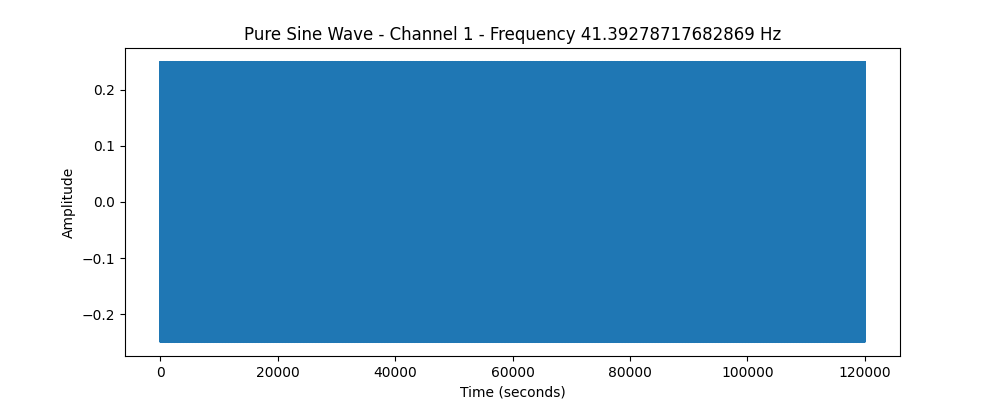 Pure Sine Wave - Channel 1 - Frequency 41.39278717682869 Hz
0.2
0.1
0.0
−0.1
−0.2
Amplitude
0 20000 40000 60000 80000 100000 120000
Time (seconds)